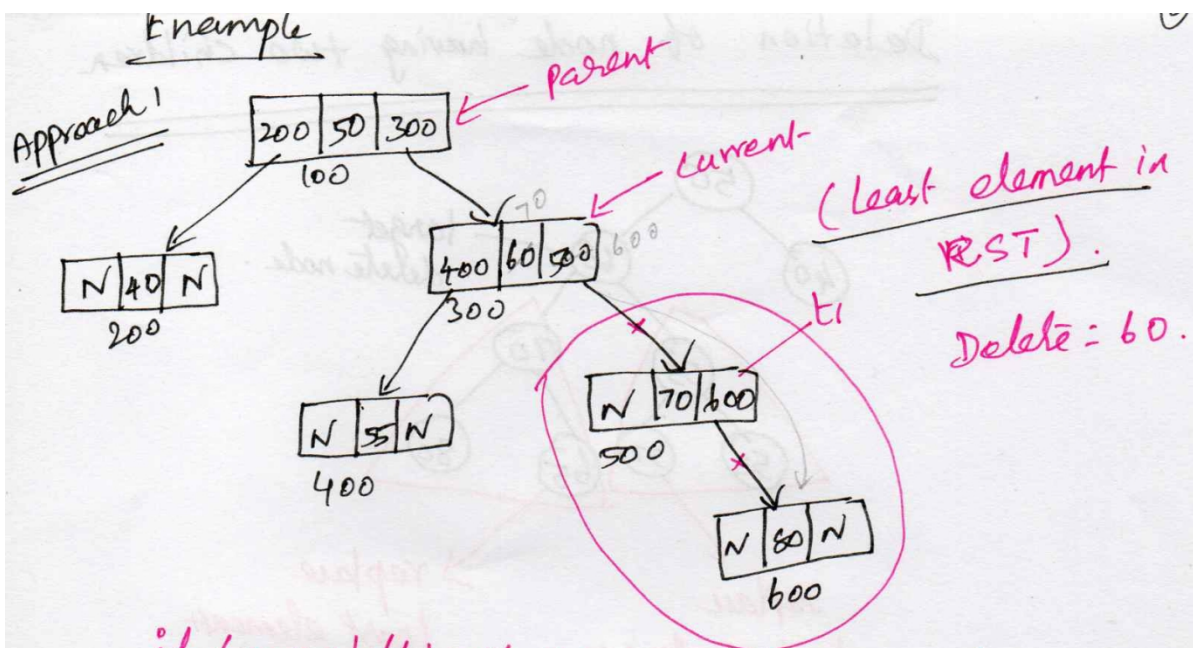 Example
Approach 1
parent
200 50 300
100
current
70
(Least element in
RST).
400 60 500
600
300
N 40 N
200
t1
Delete = 60.
N 70 600
500
N 55 N
400
N 80 N
600